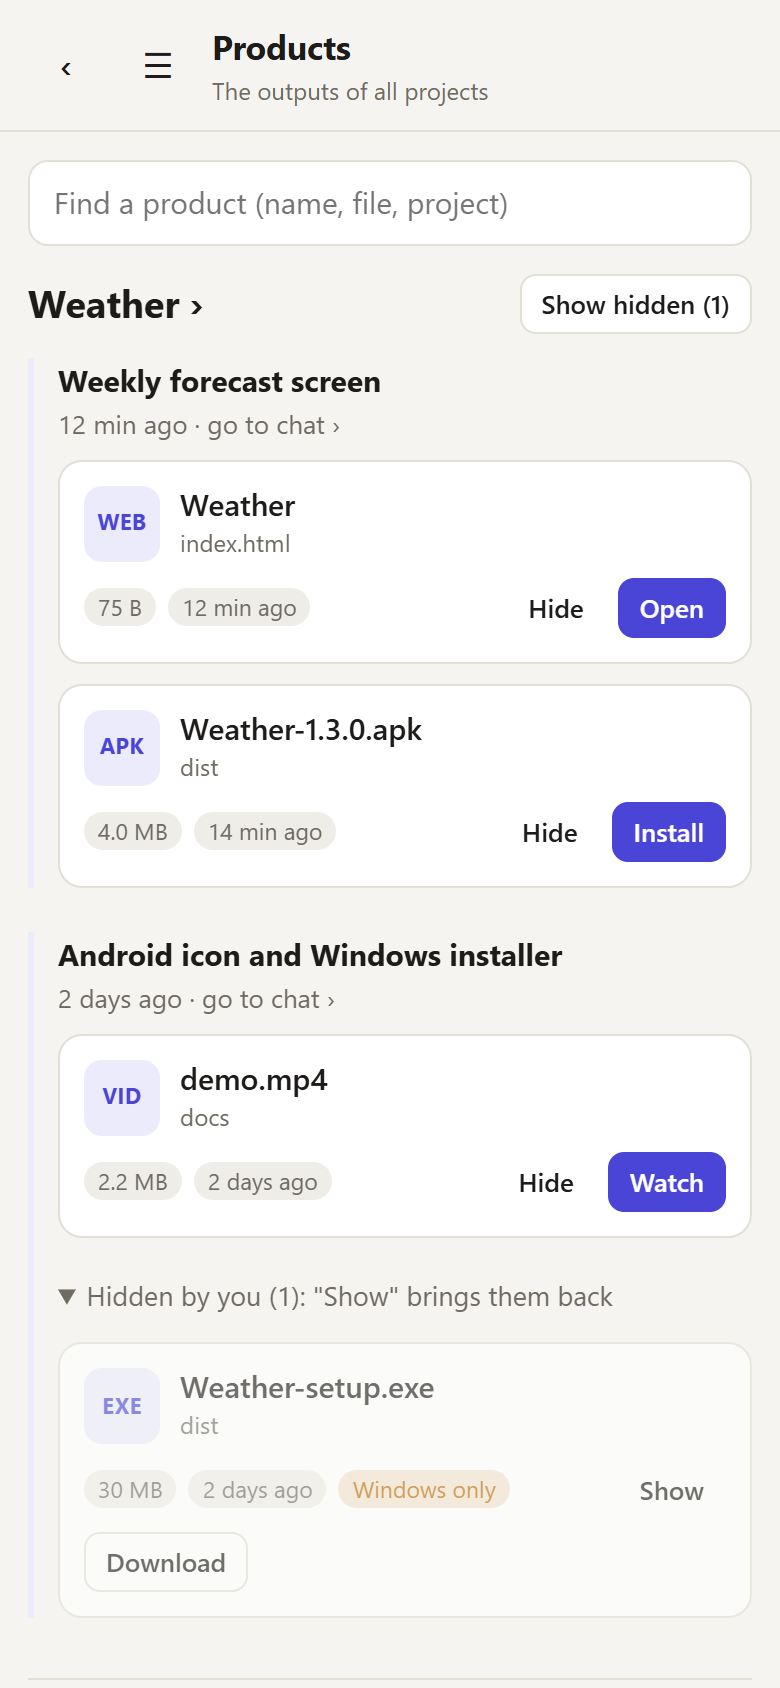 ‹ ☰ Products
The outputs of all projects
Find a product (name, file, project)
Weather ›
Show hidden (1)
Weekly forecast screen
12 min ago · go to chat ›
WEB
Weather
index.html
75 B
12 min ago
Hide
Open
APK
Weather-1.3.0.apk
dist
4.0 MB
14 min ago
Hide
Install
Android icon and Windows installer
2 days ago · go to chat ›
VID
demo.mp4
docs
2.2 MB
2 days ago
Hide
Watch
▼ Hidden by you (1): "Show" brings them back
EXE
Weather-setup.exe
dist
30 MB
2 days ago
Windows only
Show
Download